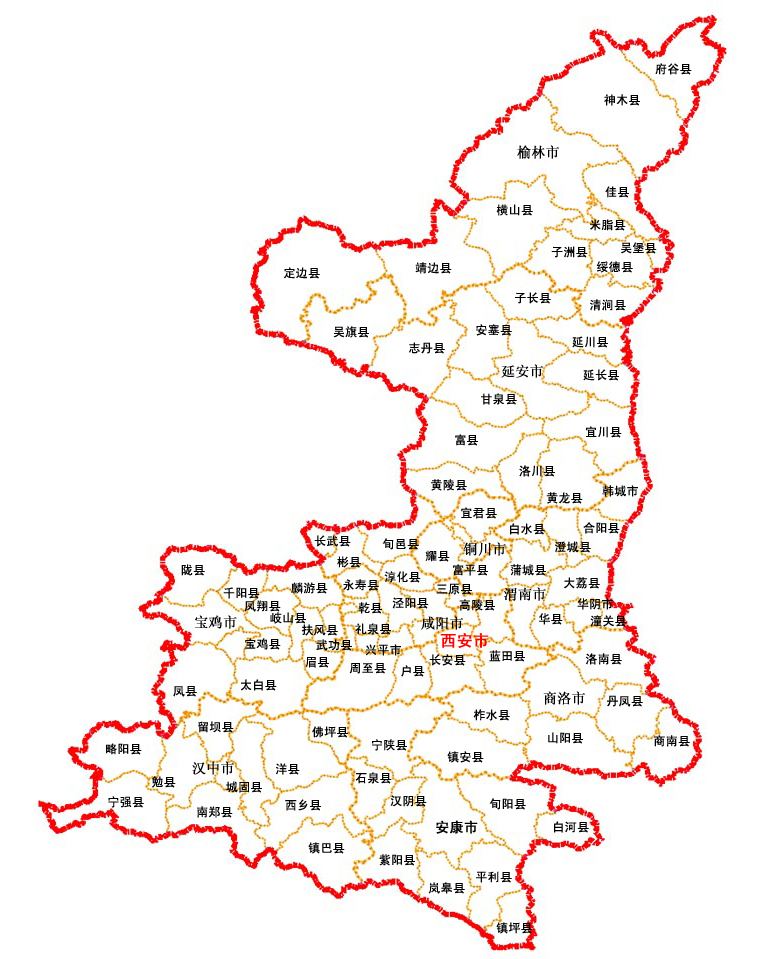 府谷县
神木县
榆林市
佳县
横山县
米脂县
吴堡县
子洲县
绥德县
靖边县
定边县
子长县
清涧县
吴旗县
安塞县
延川县
志丹县
延安市
延长县
甘泉县
宜川县
富县
洛川县
黄陵县
韩城市
黄龙县
宜君县
白水县
合阳县
长武县
旬邑县
铜川市
澄城县
彬县
耀县
陇县
富平县
蒲城县
淳化县
大荔县
千阳县
麟游县
永寿县
三原县
渭南市
凤翔县
乾县
泾阳县
高陵县
华阴市
岐山县
宝鸡市
咸阳市
华县
潼关县
扶风县
礼泉县
西安市
宝鸡县
武功县
兴平市
眉县
长安县
蓝田县
洛南县
周至县
户县
凤县
太白县
商洛市
丹凤县
柞水县
留坝县
佛坪县
山阳县
商南县
略阳县
宁陕县
镇安县
汉中市
洋县
勉县
石泉县
城固县
宁强县
西乡县
汉阴县
旬阳县
南郑县
安康市
白河县
镇巴县
紫阳县
平利县
岚皋县
镇坪县